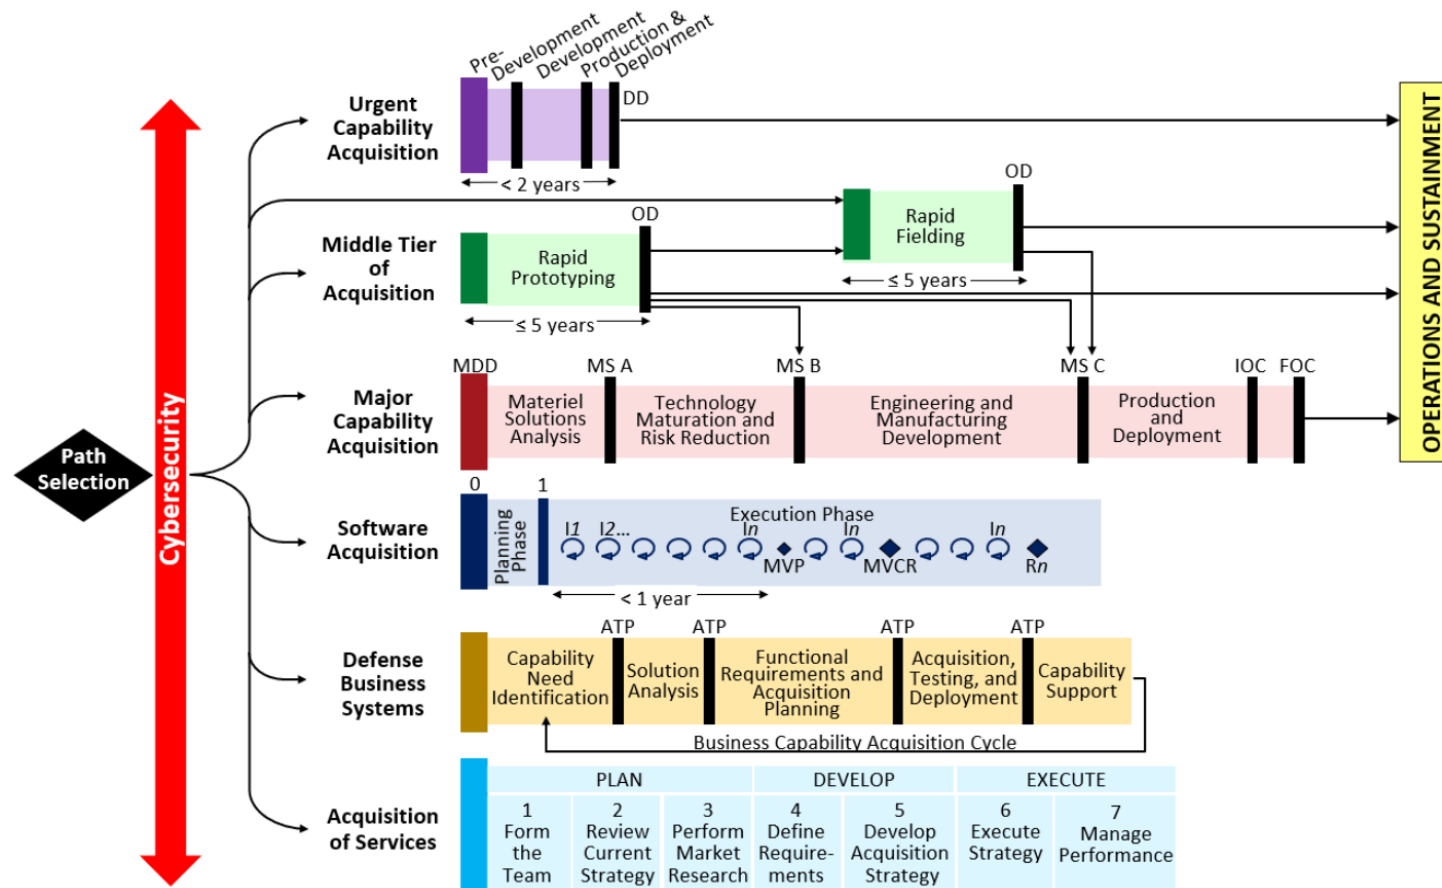 Pre-
Development
Development
Production &
Deployment
DD
Urgent
Capability
Acquisition
< 2 years
OD
Rapid
Fielding
≤ 5 years
OD
Middle Tier
of
Acquisition
Rapid
Prototyping
≤ 5 years
OPERATIONS AND SUSTAINMENT
MDD
MS A
MS B
MS C
IOC
FOC
Major
Capability
Acquisition
Materiel
Solutions
Analysis
Technology
Maturation and
Risk Reduction
Engineering and
Manufacturing
Development
Production
and
Deployment
Path
Selection
Cybersecurity
0
1
Software
Acquisition
Planning
Phase
Execution Phase
I1
I2...
In
In
In
MVP
MVCR
Rn
< 1 year
ATP
ATP
ATP
ATP
Defense
Business
Systems
Capability
Need
Identification
Solution
Analysis
Functional
Requirements and
Acquisition
Planning
Acquisition,
Testing, and
Deployment
Capability
Support
Business Capability Acquisition Cycle
Acquisition
of Services
PLAN
DEVELOP
EXECUTE
1
Form
the
Team
2
Review
Current
Strategy
3
Perform
Market
Research
4
Define
Require-
ments
5
Develop
Acquisition
Strategy
6
Execute
Strategy
7
Manage
Performance